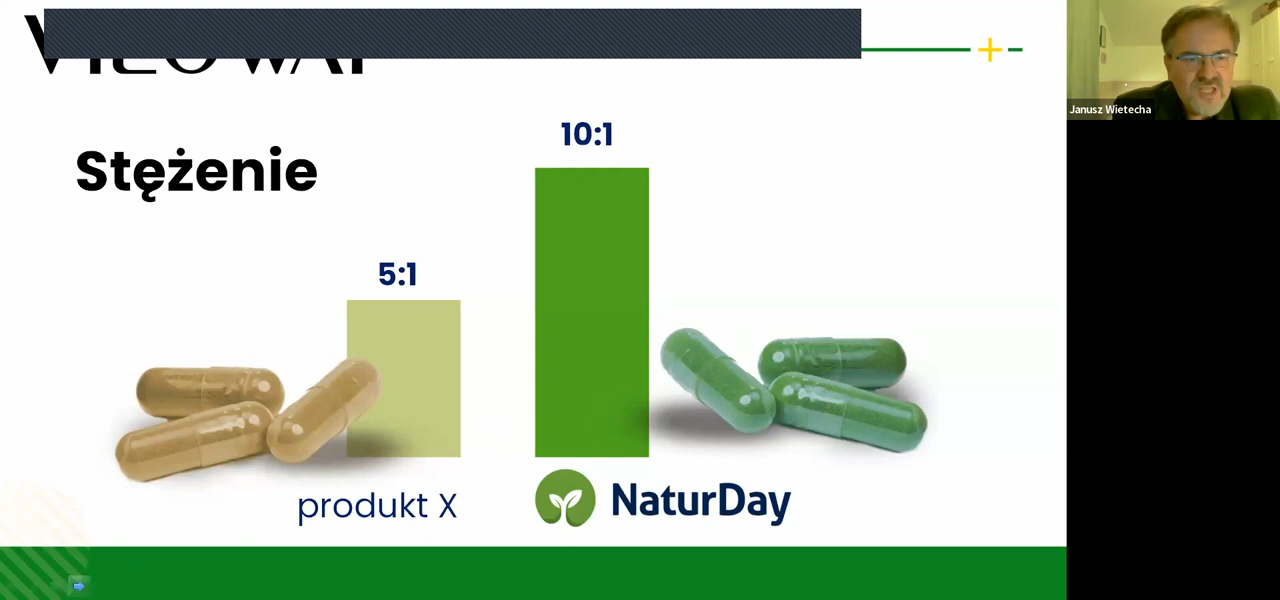 Janusz Wietecha
10:1
Stężenie
5:1
produkt X
NaturDay